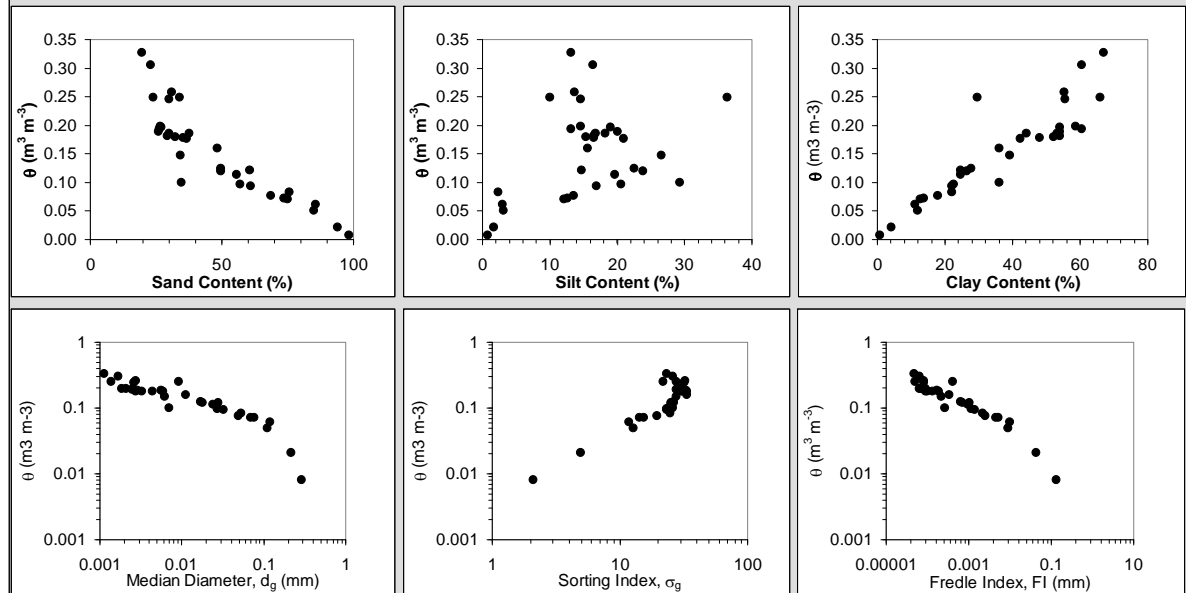 0.35
0.30
0.25
0.20
0.15
0.10
0.05
0.00
θ (m³ m⁻³)
0 50 100
Sand Content (%)
0.35
0.30
0.25
0.20
0.15
0.10
0.05
0.00
θ (m³ m⁻³)
0 10 20 30 40
Silt Content (%)
0.35
0.30
0.25
0.20
0.15
0.10
0.05
0.00
θ (m3 m-3)
0 20 40 60 80
Clay Content (%)
1
0.1
0.01
0.001
θ (m3 m-3)
0.001 0.01 0.1 1
Median Diameter, dg (mm)
1
0.1
0.01
0.001
θ (m3 m-3)
1 10 100
Sorting Index, σg
1
0.1
0.01
0.001
θ (m³ m⁻³)
0.00001 0.001 0.1 10
Fredle Index, FI (mm)